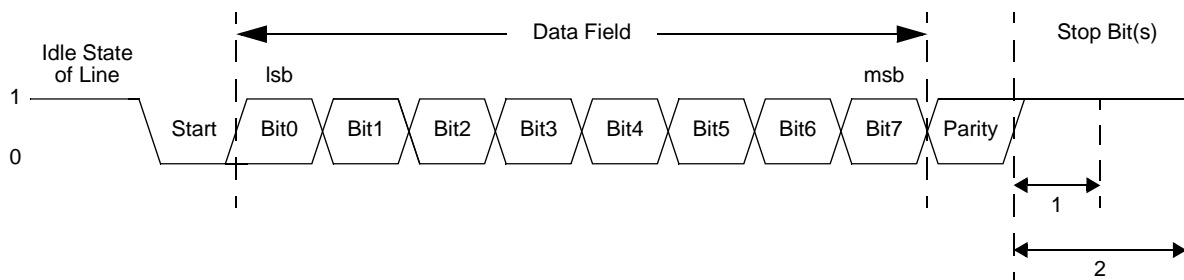 Data Field
Stop Bit(s)
Idle State
of Line
lsb
msb
1
Start
Bit0
Bit1
Bit2
Bit3
Bit4
Bit5
Bit6
Bit7
Parity
0
1
2